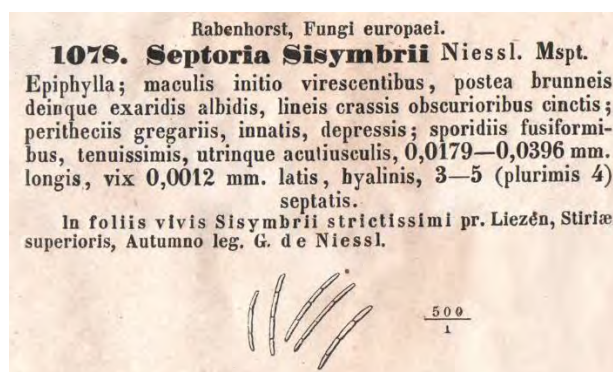 Rabenhorst, Fungi europaei.
1078. Septoria Sisymbrii Niessl. Mspt.
Epiphylla; maculis initio virescentibus, postea brunneis
deinque exaridis albidis, lineis crassis obscurioribus cinctis;
peritheciis gregariis, innatis, depressis; sporidiis fusiformi-
bus, tenuissimis, utrinque acutiusculis, 0,0179—0,0396 mm.
longis, vix 0,0012 mm. latis, hyalinis, 3—5 (plurimis 4)
septatis.
In foliis vivis Sisymbrii strictissimi pr. Liezén, Stiriæ
superioris, Autumno leg. G. de Niessl.
500
1